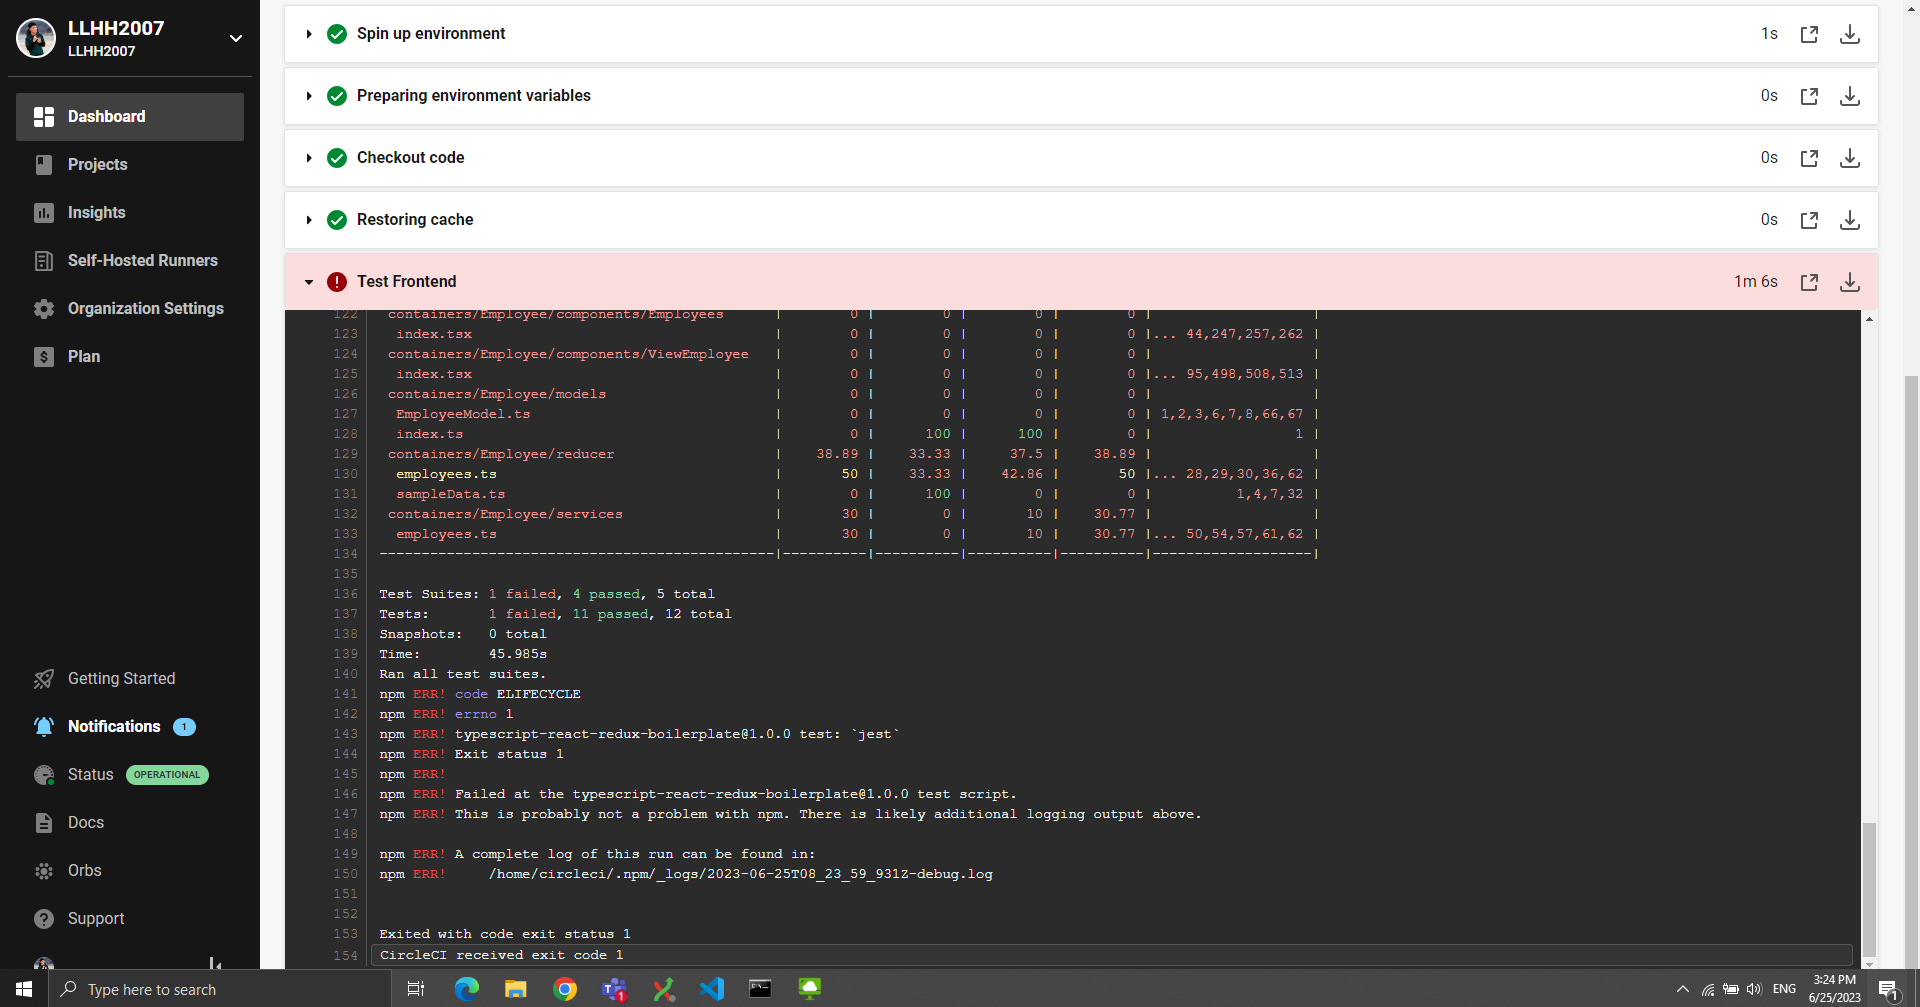 LLHH2007
LLHH2007
Dashboard
Projects
Insights
Self-Hosted Runners
Organization Settings
Plan
Getting Started
Notifications 1
Status OPERATIONAL
Docs
Orbs
Support
Spin up environment 1s
Preparing environment variables 0s
Checkout code 0s
Restoring cache 0s
Test Frontend 1m 6s
122 containers/Employee/components/Employees | 0 | 0 | 0 | 0 | |
123 index.tsx | 0 | 0 | 0 | 0 |... 44,247,257,262 |
124 containers/Employee/components/ViewEmployee | 0 | 0 | 0 | 0 | |
125 index.tsx | 0 | 0 | 0 | 0 |... 95,498,508,513 |
126 containers/Employee/models | 0 | 0 | 0 | 0 | |
127 EmployeeModel.ts | 0 | 0 | 0 | 0 | 1,2,3,6,7,8,66,67 |
128 index.ts | 0 | 100 | 100 | 0 | 1 |
129 containers/Employee/reducer | 38.89 | 33.33 | 37.5 | 38.89 | |
130 employees.ts | 50 | 33.33 | 42.86 | 50 |... 28,29,30,36,62 |
131 sampleData.ts | 0 | 100 | 0 | 0 | 1,4,7,32 |
132 containers/Employee/services | 30 | 0 | 10 | 30.77 | |
133 employees.ts | 30 | 0 | 10 | 30.77 |... 50,54,57,61,62 |
134 -----------------------------------------------|----------|----------|----------|----------|-------------------|
135
136 Test Suites: 1 failed, 4 passed, 5 total
137 Tests: 1 failed, 11 passed, 12 total
138 Snapshots: 0 total
139 Time: 45.985s
140 Ran all test suites.
141 npm ERR! code ELIFECYCLE
142 npm ERR! errno 1
143 npm ERR! typescript-react-redux-boilerplate@1.0.0 test: `jest`
144 npm ERR! Exit status 1
145 npm ERR!
146 npm ERR! Failed at the typescript-react-redux-boilerplate@1.0.0 test script.
147 npm ERR! This is probably not a problem with npm. There is likely additional logging output above.
148
149 npm ERR! A complete log of this run can be found in:
150 npm ERR! /home/circleci/.npm/_logs/2023-06-25T08_23_59_931Z-debug.log
151
152
153 Exited with code exit status 1
154 CircleCI received exit code 1
Type here to search
1
ENG
3:24 PM
6/25/2023
1